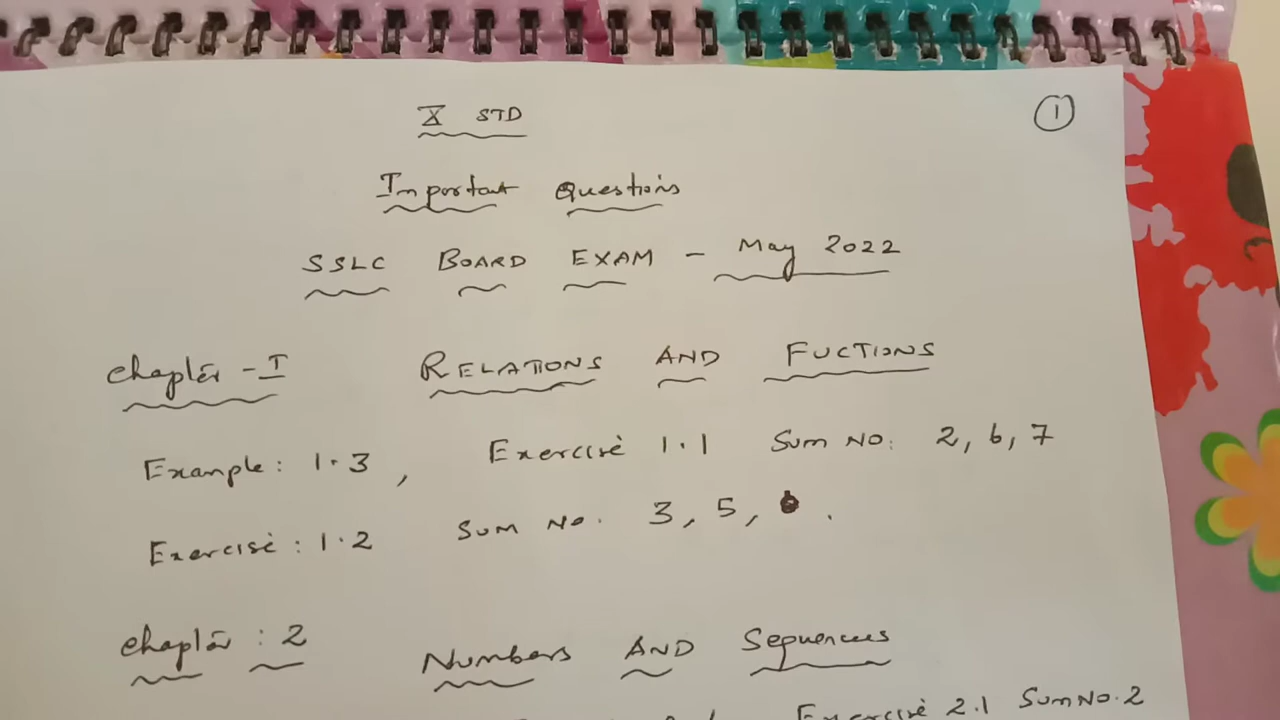 1
X STD
Important Questions
SSLC BOARD EXAM - May 2022
Chapter - I RELATIONS AND FUCTIONS
Example: 1.3, Exercise 1.1 Sum NO: 2, 6, 7
Exercise: 1.2 Sum No. 3, 5, .
Chapter : 2 Numbers AND Sequences
Exercise 2.1 Sum No. 2